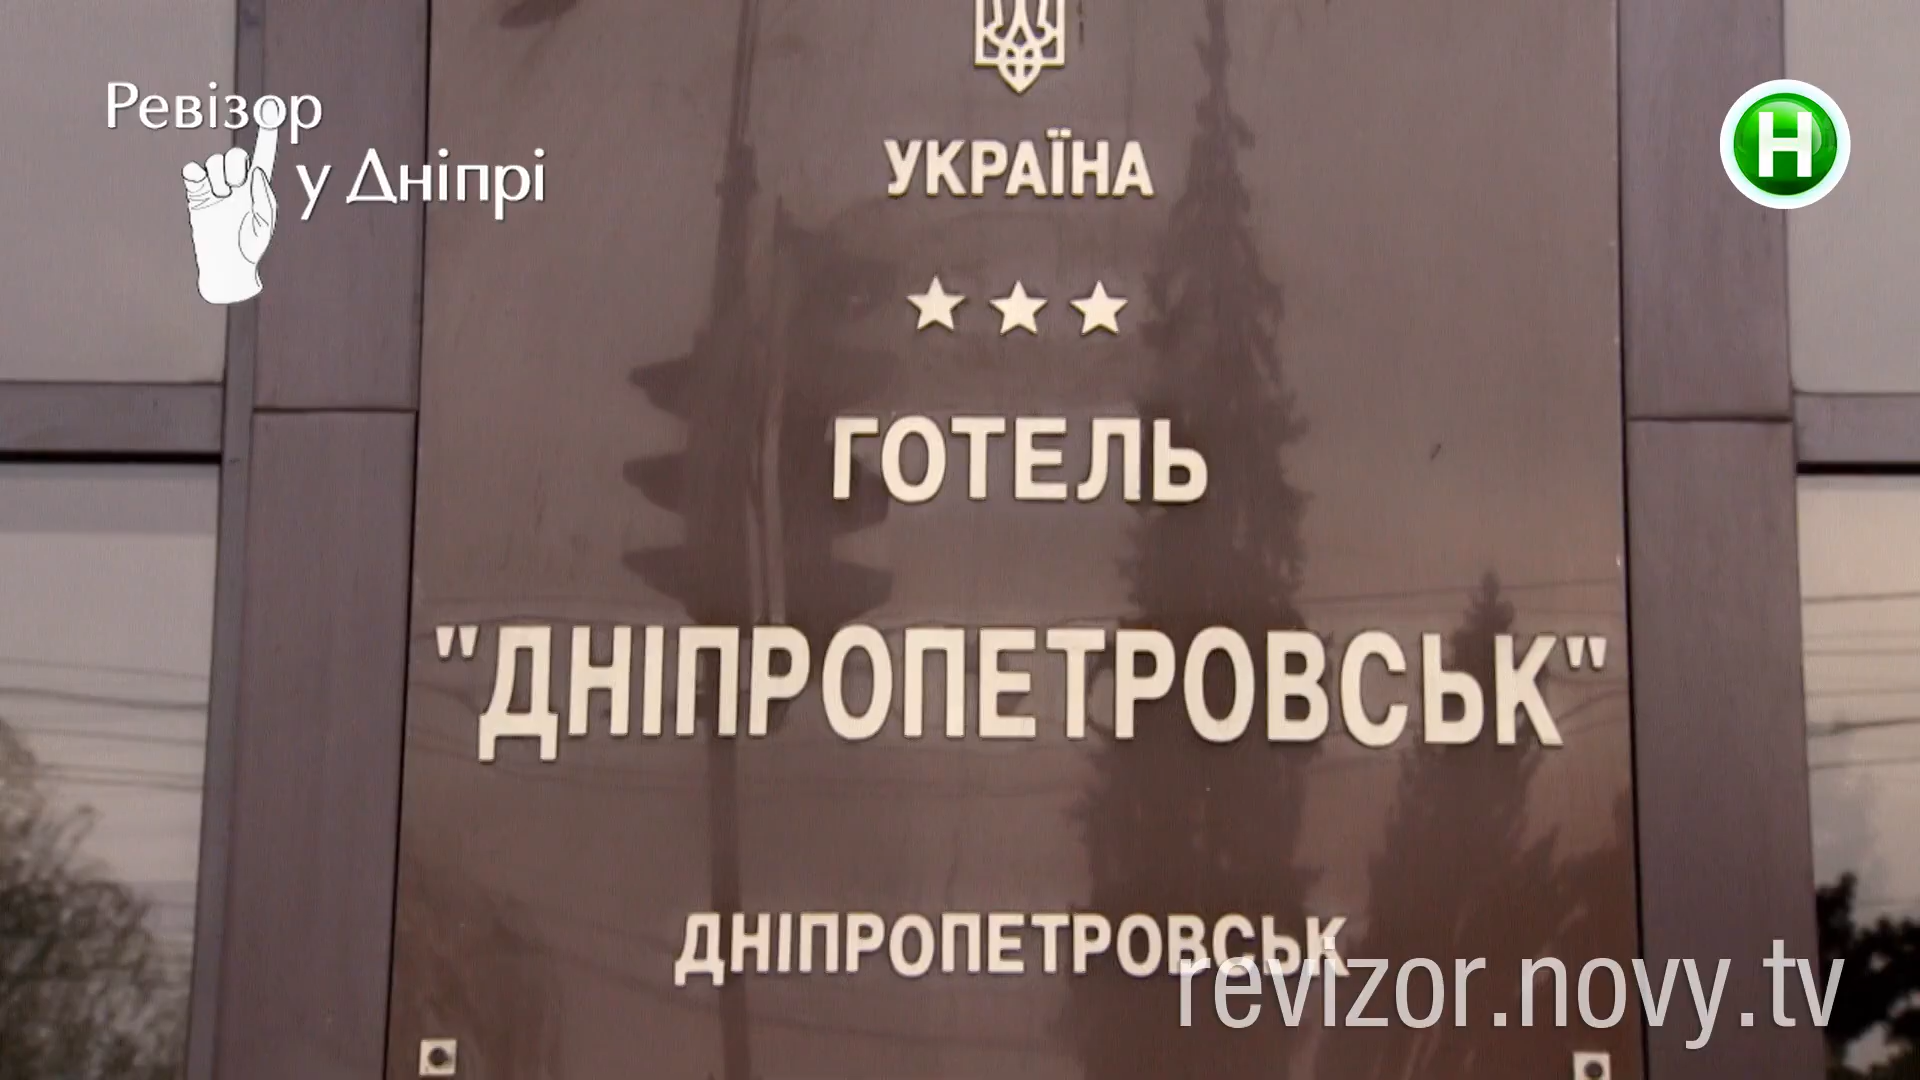 Ревізор
у Дніпрі
Н
УКРАЇНА
ГОТЕЛЬ
"ДНІПРОПЕТРОВСЬК"
ДНІПРОПЕТРОВСЬК
revizor.novy.tv